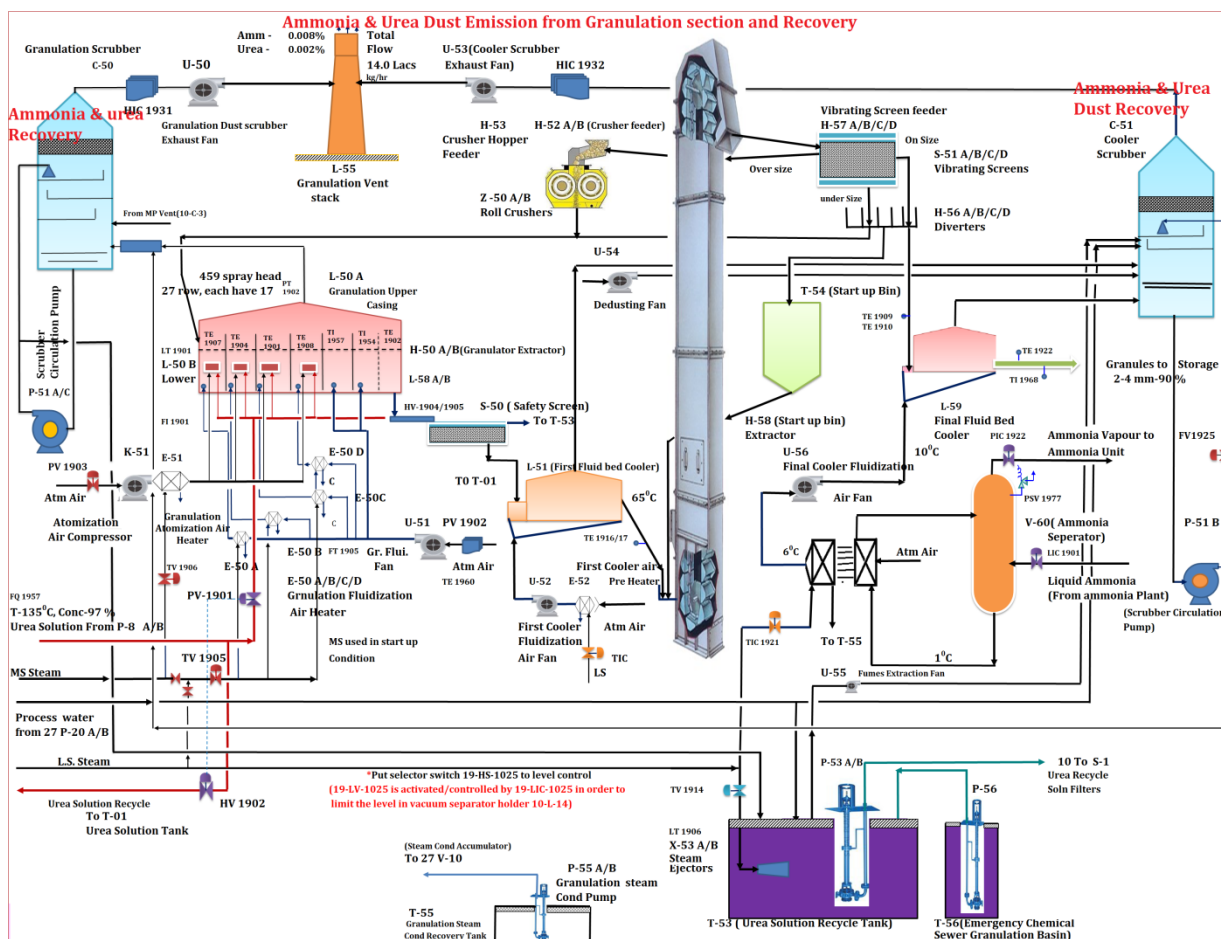 Ammonia & Urea Dust Emission from Granulation section and Recovery
Amm - 0.008%
Urea - 0.002%
Total
Flow
14.0 Lacs
kg/hr
Granulation Scrubber
C-50
U-50
HIC 1931
Granulation Dust scrubber
Exhaust Fan
Ammonia & urea
Recovery
U-53(Cooler Scrubber
Exhaust Fan)
HIC 1932
L-55
Granulation Vent
stack
H-53
Crusher Hopper
Feeder
H-52 A/B (Crusher feeder)
Z -50 A/B
Roll Crushers
Vibrating Screen feeder
H-57 A/B/C/D
On Size
Over size
under Size
S-51 A/B/C/D
Vibrating Screens
H-56 A/B/C/D
Diverters
Ammonia & Urea
Dust Recovery
C-51
Cooler
Scrubber
From MP Vent(10-C-3)
459 spray head
27 row, each have 17
PT
1902
L-50 A
Granulation Upper
Casing
U-54
Dedusting Fan
T-54 (Start up Bin)
TE 1909
TE 1910
Scrubber
Circulation Pump
P-51 A/C
TE
1907
TE
1904
TE
1901
TE
1908
TI
1957
TI
1954
TE
1902
LT 1901
L-50 B
Lower
H-50 A/B(Granulator Extractor)
L-58 A/B
HV-1904/1905
S-50 ( Safety Screen)
To T-53
FI 1901
TE 1922
TI 1968
Granules to Storage
2-4 mm-90 %
L-59
Final Fluid Bed
Cooler
H-58 (Start up bin)
Extractor
PIC 1922
Ammonia Vapour to
Ammonia Unit
FV1925
K-51
E-51
PV 1903
Atm Air
Atomization
Air Compressor
Granulation
Atomization Air
Heater
E-50 D
C
E-50C
C
E-50 B
E-50 A
FT 1905
Gr. Flui.
Fan
U-51
PV 1902
Atm Air
TE 1960
T0 T-01
L-51 (First Fluid bed Cooler)
65⁰C
TE 1916/17
First Cooler air
Pre Heater
U-56
Final Cooler Fluidization
Air Fan
10⁰C
6⁰C
Atm Air
PSV 1977
V-60( Ammonia
Seperator)
LIC 1901
Liquid Ammonia
(From ammonia Plant)
P-51 B
(Scrubber Circulation
Pump)
TV 1906
PV-1901
E-50 A/B/C/D
Grnulation Fluidization
Air Heater
U-52
E-52
First Cooler
Fluidization
Air Fan
Atm Air
TIC
LS
FQ 1957
T-135⁰C, Conc-97 %
Urea Solution From P-8 A/B
TV 1905
MS used in start up
Condition
MS Steam
TIC 1921
To T-55
1⁰C
U-55
Fumes Extraction Fan
Process water
from 27 P-20 A/B
L.S. Steam
HV 1902
Urea Solution Recycle
To T-01
Urea Solution Tank
*Put selector switch 19-HS-1025 to level control
(19-LV-1025 is activated/controlled by 19-LIC-1025 in order to
limit the level in vacuum separator holder 10-L-14)
TV 1914
P-53 A/B
10 To S-1
Urea Recycle
Soln Filters
P-56
LT 1906
X-53 A/B
Steam
Ejectors
(Steam Cond Accumulator)
To 27 V-10
P-55 A/B
Granulation steam
Cond Pump
T-55
Granulation Steam
Cond Recovery Tank
T-53 ( Urea Solution Recycle Tank)
T-56(Emergency Chemical
Sewer Granulation Basin)